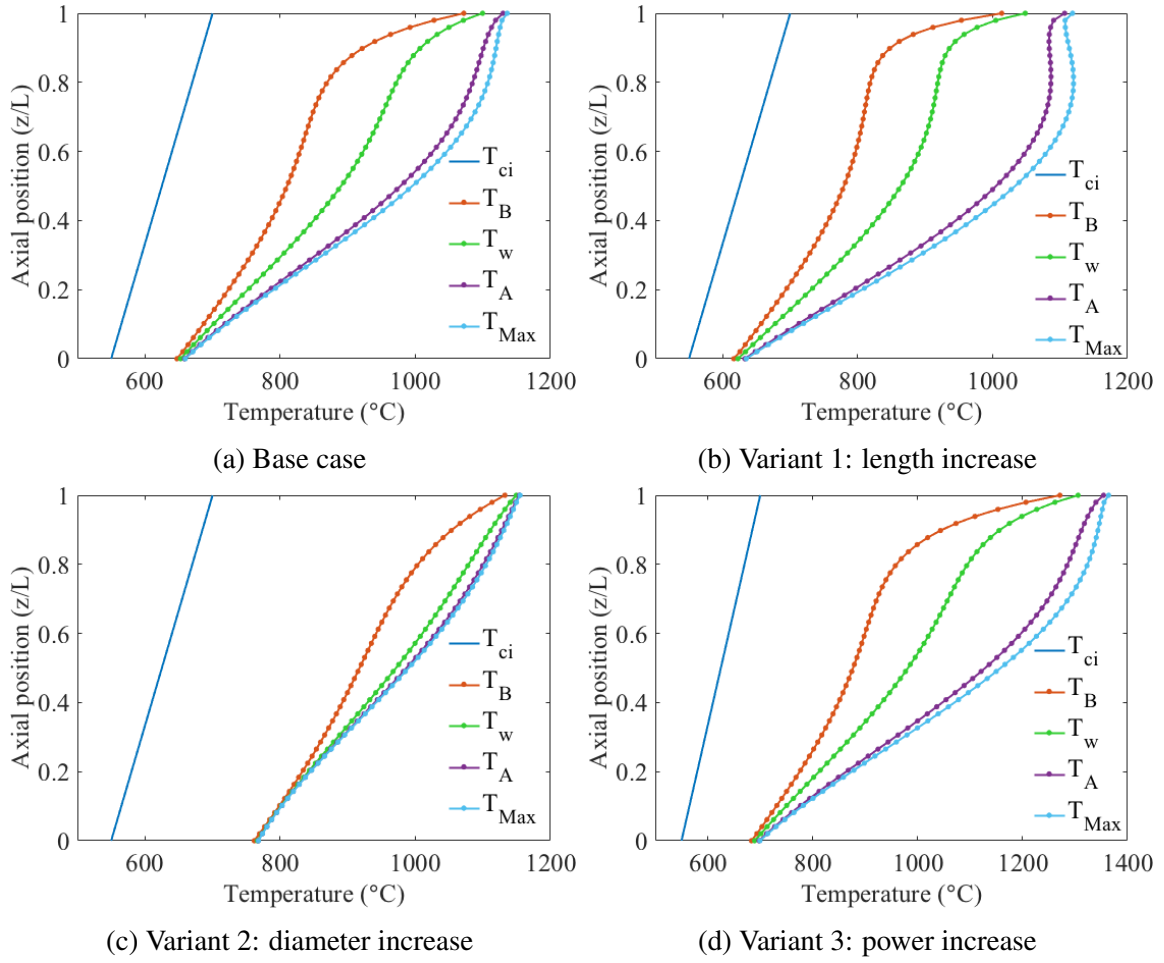 1
0.8
0.6
0.4
0.2
0
Axial position (z/L)
600
800
1000
1200
Temperature (°C)
T_ci
T_B
T_w
T_A
T_Max
(a) Base case
1
0.8
0.6
0.4
0.2
0
Axial position (z/L)
600
800
1000
1200
Temperature (°C)
T_ci
T_B
T_w
T_A
T_Max
(b) Variant 1: length increase
1
0.8
0.6
0.4
0.2
0
Axial position (z/L)
600
800
1000
1200
Temperature (°C)
T_ci
T_B
T_w
T_A
T_Max
(c) Variant 2: diameter increase
1
0.8
0.6
0.4
0.2
0
Axial position (z/L)
600
800
1000
1200
1400
Temperature (°C)
T_ci
T_B
T_w
T_A
T_Max
(d) Variant 3: power increase